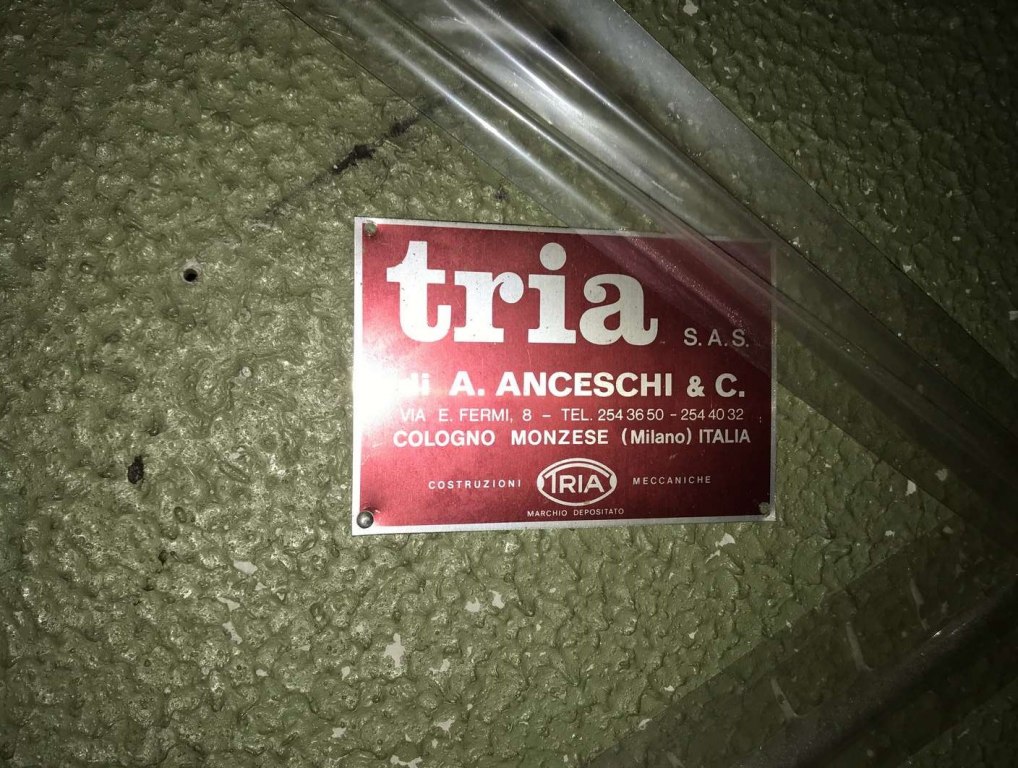 tria S.A.S.
di A. ANCESCHI & C.
VIA E. FERMI, 8 – TEL. 254 36 50 - 254 40 32
COLOGNO MONZESE (Milano) ITALIA
COSTRUZIONI TRIA MECCANICHE
MARCHIO DEPOSITATO